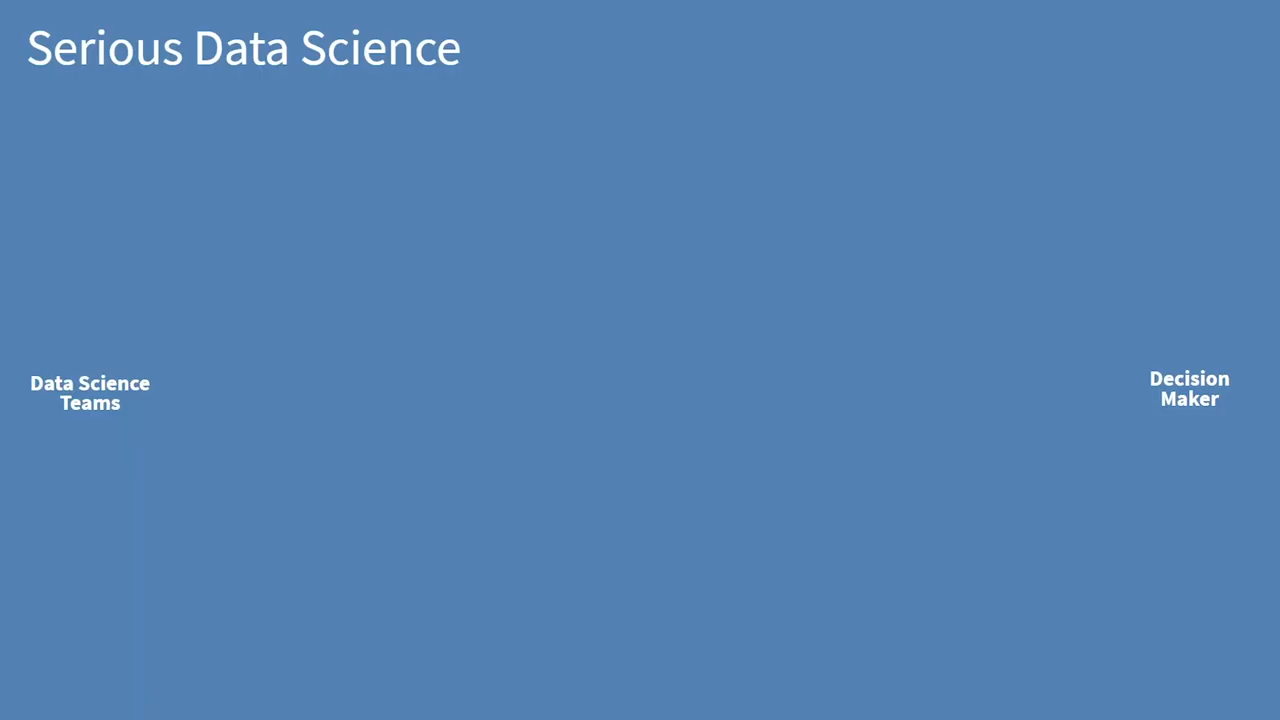 Serious Data Science
Data Science
Teams
Decision
Maker